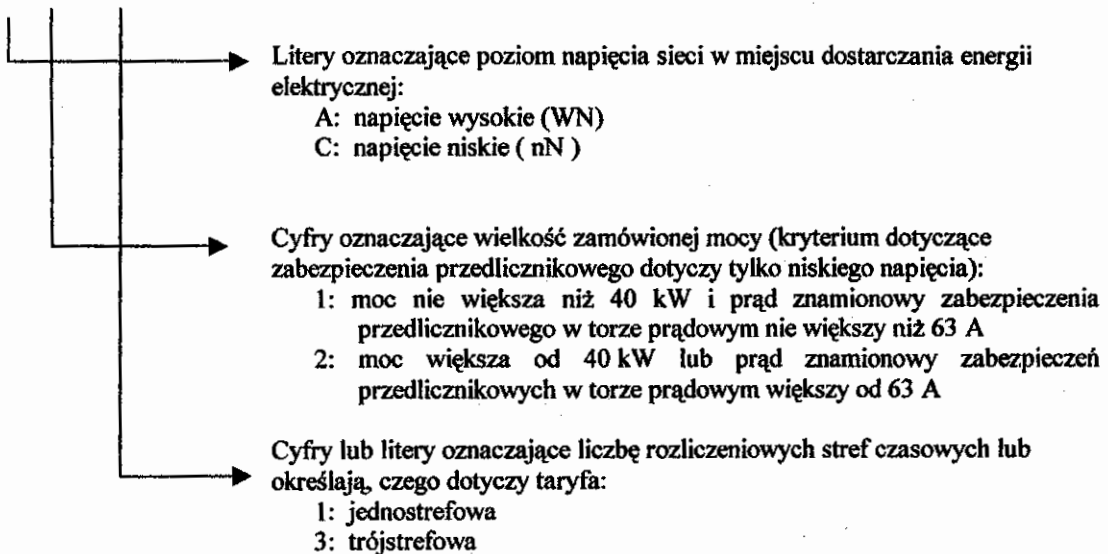 Litery oznaczające poziom napięcia sieci w miejscu dostarczania energii
elektrycznej:
A: napięcie wysokie (WN)
C: napięcie niskie ( nN )
Cyfry oznaczające wielkość zamówionej mocy (kryterium dotyczące
zabezpieczenia przedlicznikowego dotyczy tylko niskiego napięcia):
1: moc nie większa niż 40 kW i prąd znamionowy zabezpieczenia
przedlicznikowego w torze prądowym nie większy niż 63 A
2: moc większa od 40 kW lub prąd znamionowy zabezpieczeń
przedlicznikowych w torze prądowym większy od 63 A
Cyfry lub litery oznaczające liczbę rozliczeniowych stref czasowych lub
określają, czego dotyczy taryfa:
1: jednostrefowa
3: trójstrefowa